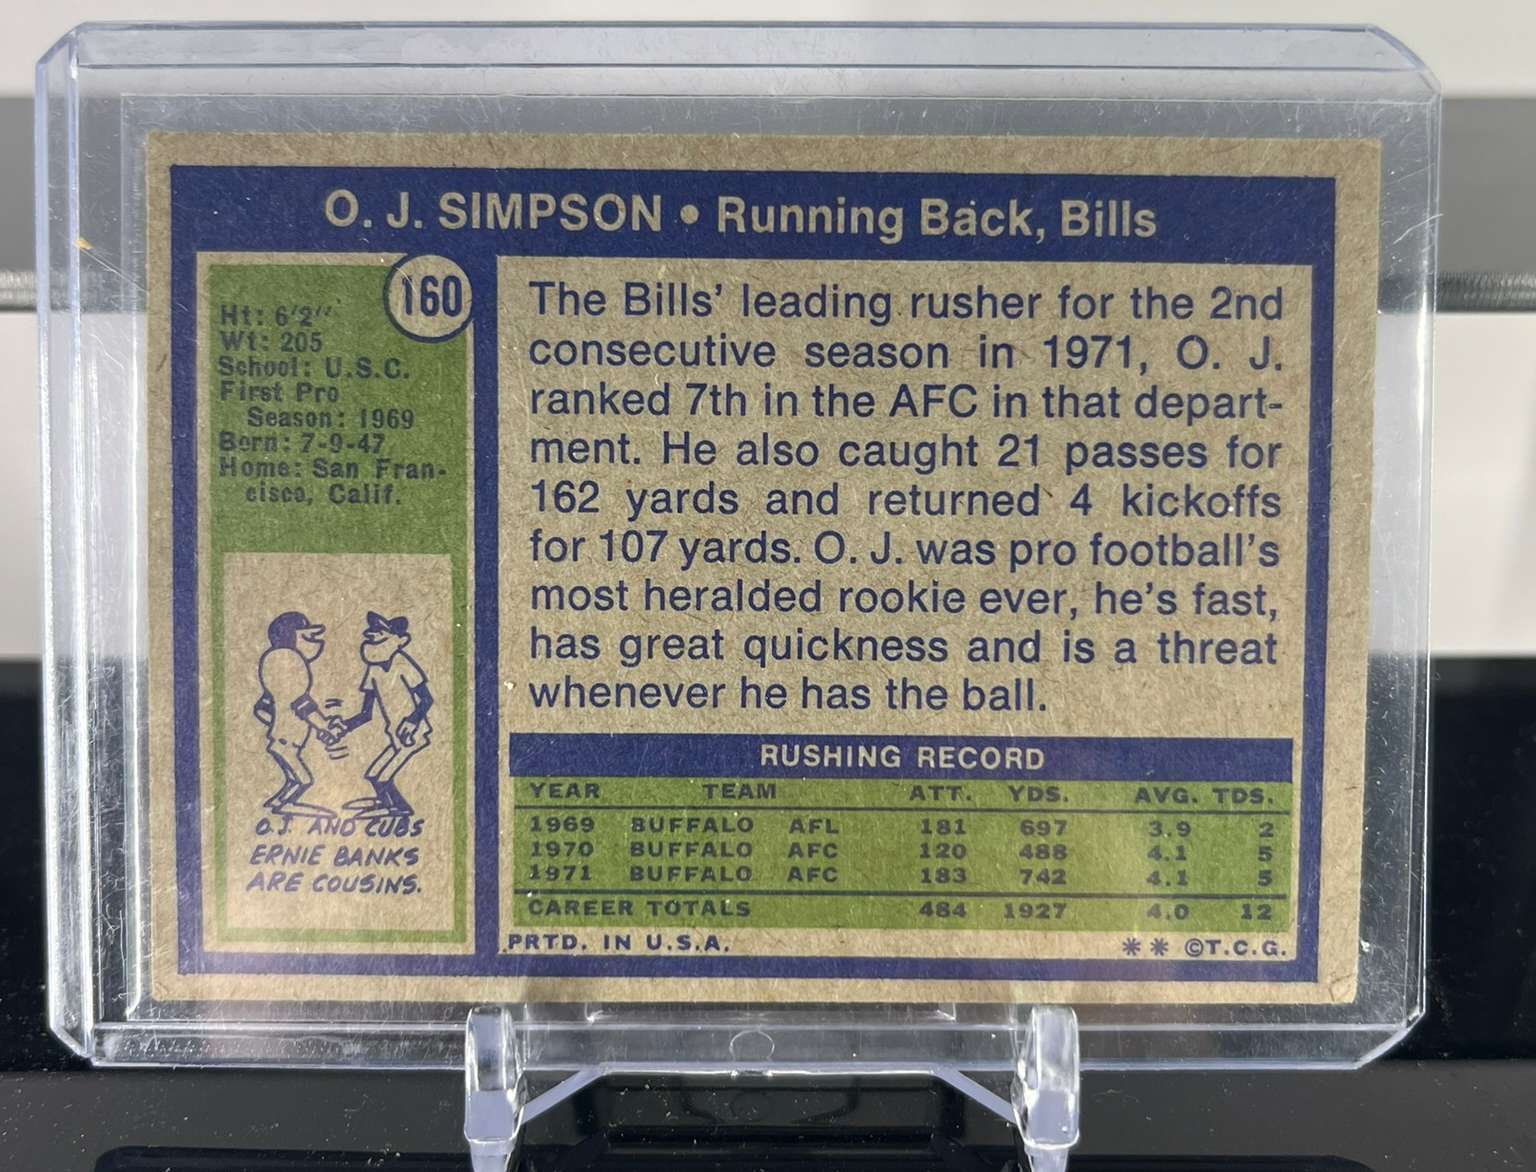 O. J. SIMPSON • Running Back, Bills
160
Ht: 6'2"
Wt: 205
School: U.S.C.
First Pro
Season: 1969
Born: 7-9-47
Home: San Fran-
cisco, Calif.
O.J. AND CUBS
ERNIE BANKS
ARE COUSINS.
The Bills' leading rusher for the 2nd
consecutive season in 1971, O. J.
ranked 7th in the AFC in that depart-
ment. He also caught 21 passes for
162 yards and returned 4 kickoffs
for 107 yards. O. J. was pro football's
most heralded rookie ever, he's fast,
has great quickness and is a threat
whenever he has the ball.
RUSHING RECORD
YEAR TEAM ATT. YDS. AVG. TDS.
1969 BUFFALO AFL 181 697 3.9 2
1970 BUFFALO AFC 120 488 4.1 5
1971 BUFFALO AFC 183 742 4.1 5
CAREER TOTALS 484 1927 4.0 12
PRTD. IN U.S.A. ** ©T.C.G.